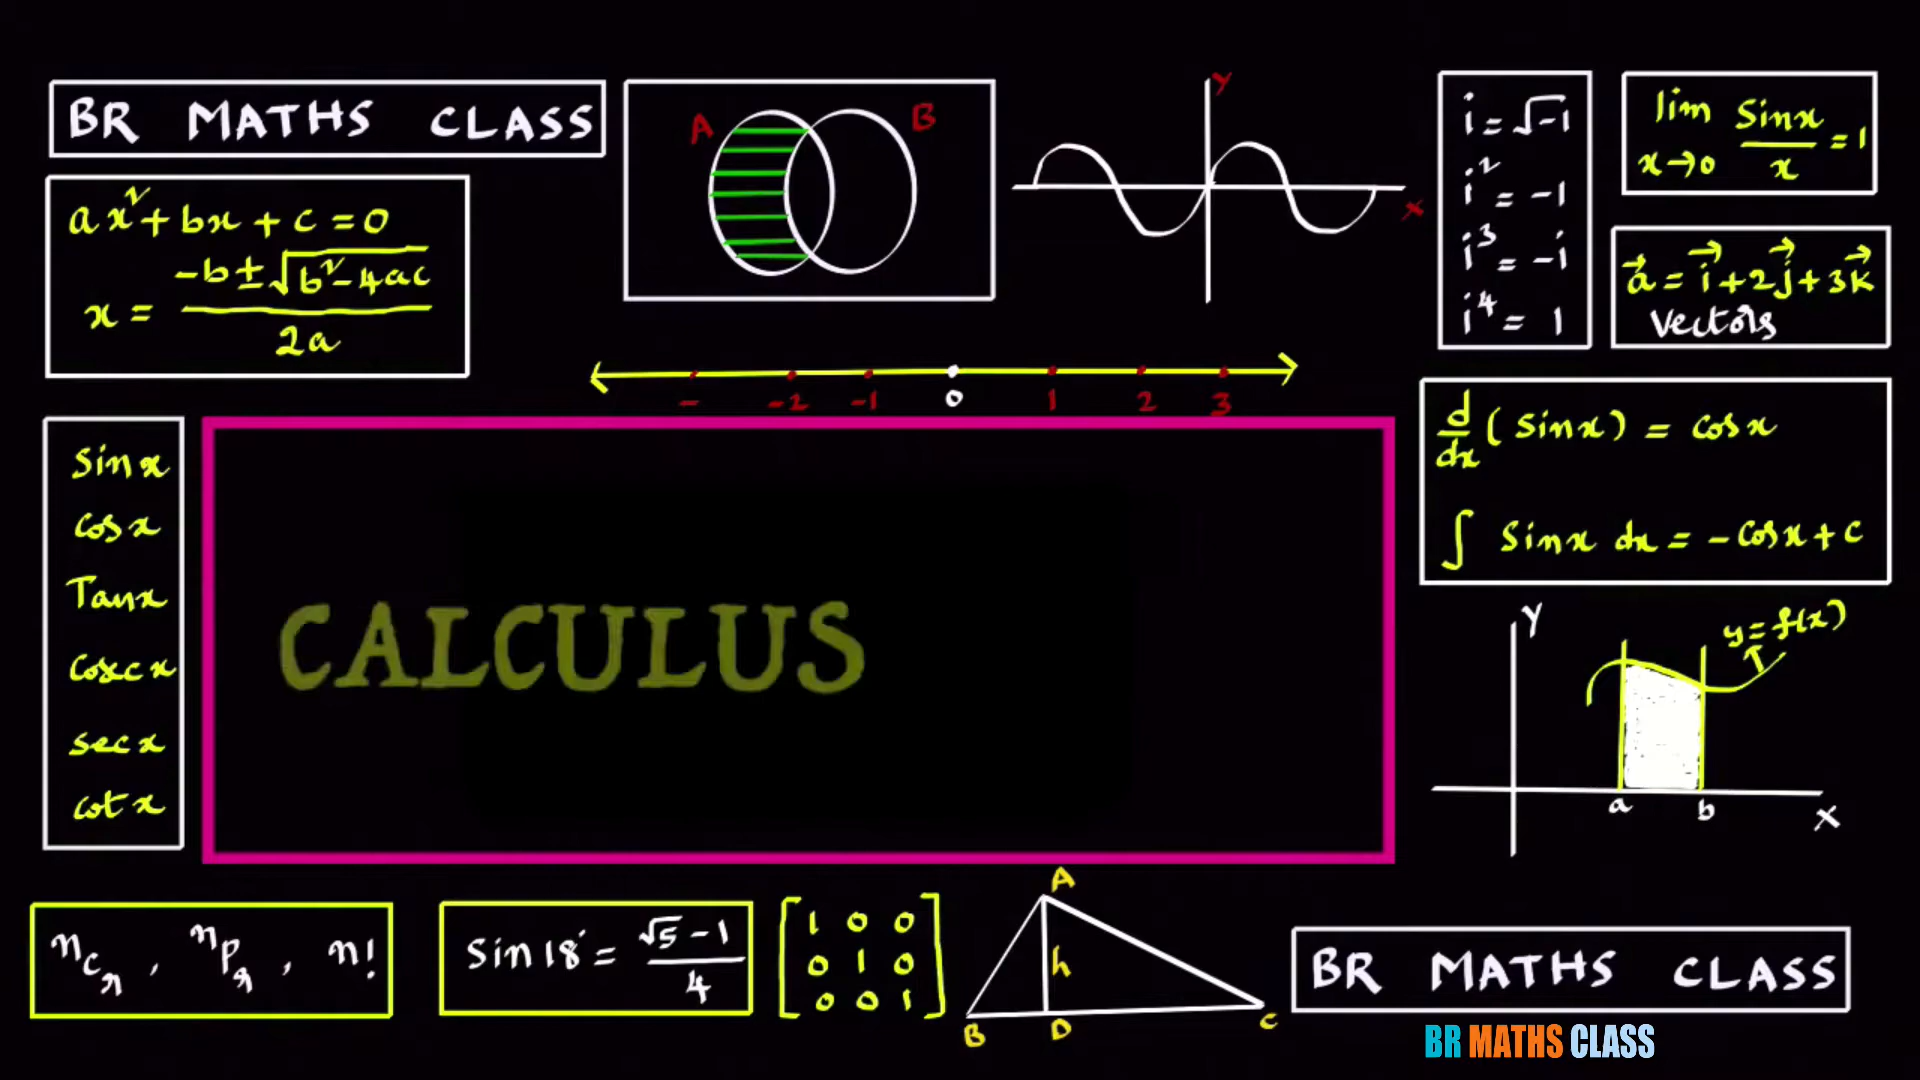 BR MATHS CLASS
ax²+bx+c=0
x = (-b±√(b²-4ac))/2a
A B
Y
X
- -2 -1 0 1 2 3
i=√-1
i²=-1
i³=-i
i⁴=1
lim x→0 Sinx/x =1
a⃗ = i⃗+2j⃗+3k⃗
Vectors
Sinx
Cosx
Tanx
Cosecx
secx
cotx
CALCULUS
d/dx (Sinx) = Cosx
∫ Sinx dx = -Cosx+c
Y
y=f(x)
a b
X
nCr, nPr, n!
Sin18°= (√5-1)/4
1 0 0
0 1 0
0 0 1
A
h
B D C
BR MATHS CLASS
BR MATHS CLASS